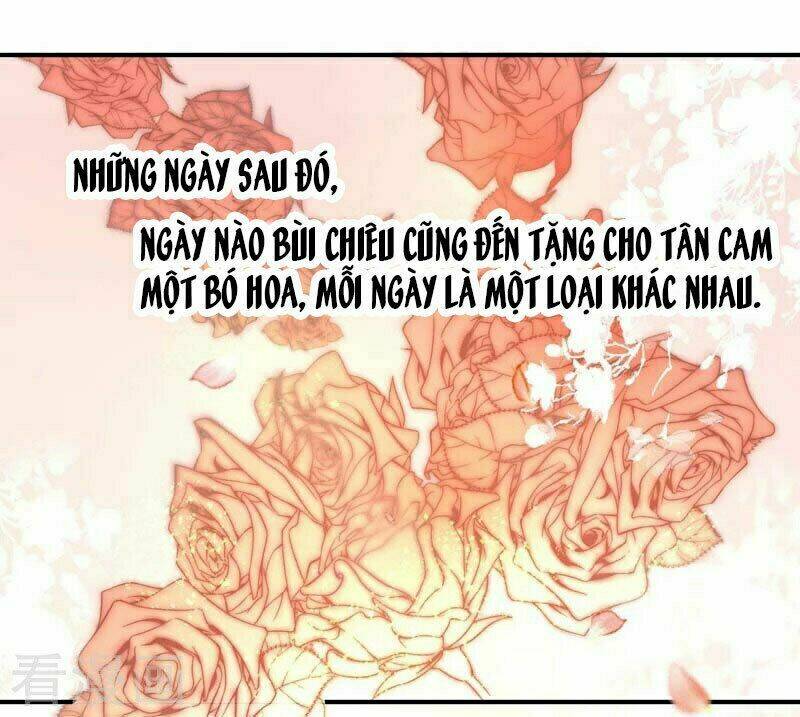 NHỮNG NGÀY SAU ĐÓ,
NGÀY NÀO BÙI CHIÊU CŨNG ĐẾN TẶNG CHO TÂN CAM
MỘT BÓ HOA, MỖI NGÀY LÀ MỘT LOẠI KHÁC NHAU.
看漫画